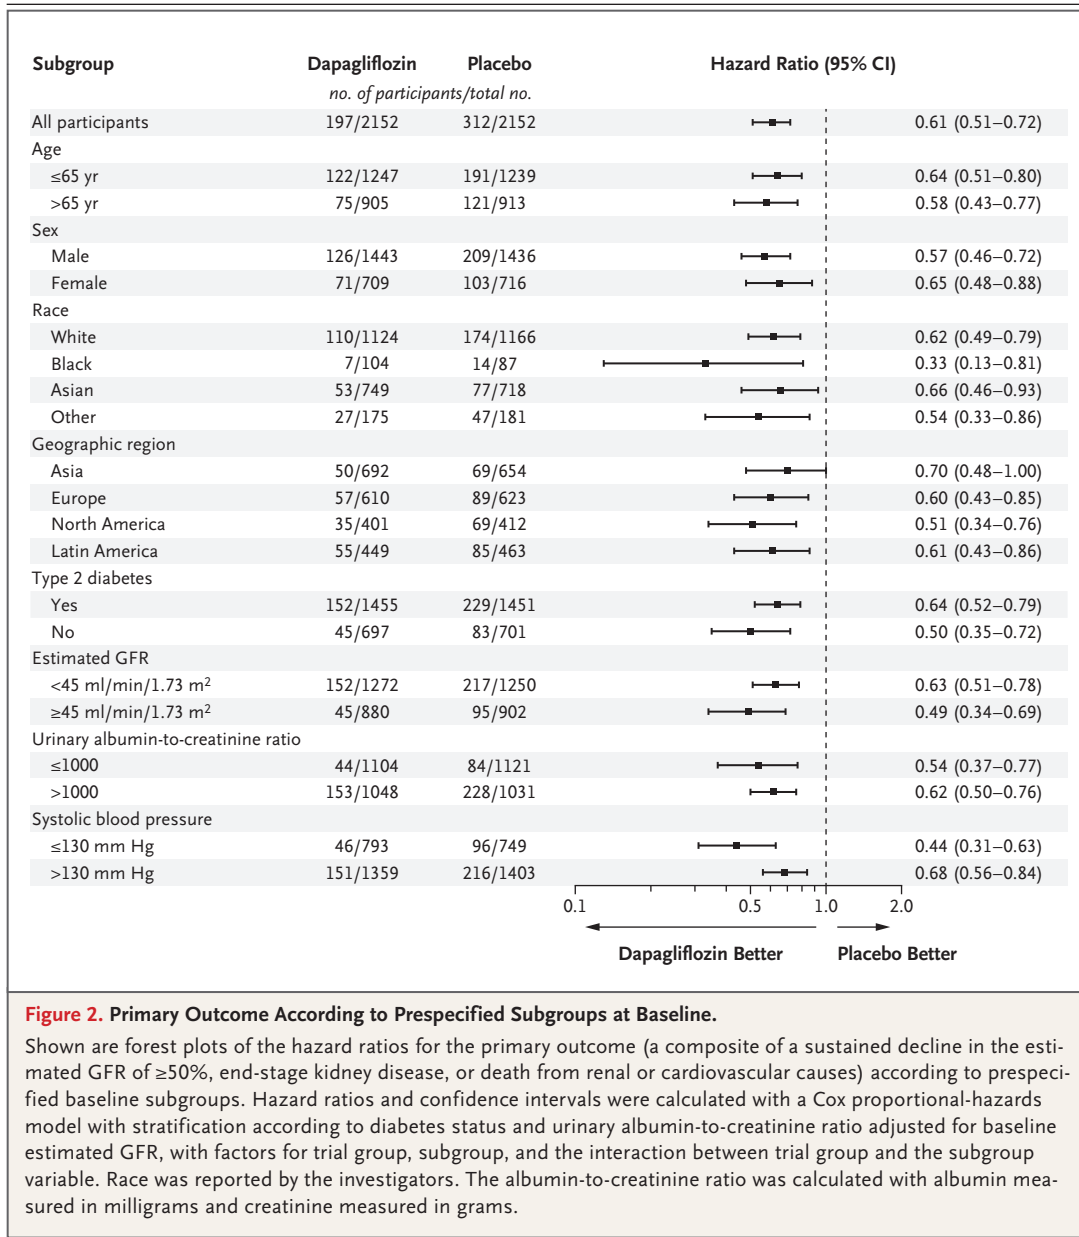 Subgroup Dapagliflozin Placebo Hazard Ratio (95% CI)
no. of participants/total no.
All participants 197/2152 312/2152 0.61 (0.51–0.72)
Age
≤65 yr 122/1247 191/1239 0.64 (0.51–0.80)
>65 yr 75/905 121/913 0.58 (0.43–0.77)
Sex
Male 126/1443 209/1436 0.57 (0.46–0.72)
Female 71/709 103/716 0.65 (0.48–0.88)
Race
White 110/1124 174/1166 0.62 (0.49–0.79)
Black 7/104 14/87 0.33 (0.13–0.81)
Asian 53/749 77/718 0.66 (0.46–0.93)
Other 27/175 47/181 0.54 (0.33–0.86)
Geographic region
Asia 50/692 69/654 0.70 (0.48–1.00)
Europe 57/610 89/623 0.60 (0.43–0.85)
North America 35/401 69/412 0.51 (0.34–0.76)
Latin America 55/449 85/463 0.61 (0.43–0.86)
Type 2 diabetes
Yes 152/1455 229/1451 0.64 (0.52–0.79)
No 45/697 83/701 0.50 (0.35–0.72)
Estimated GFR
<45 ml/min/1.73 m² 152/1272 217/1250 0.63 (0.51–0.78)
≥45 ml/min/1.73 m² 45/880 95/902 0.49 (0.34–0.69)
Urinary albumin-to-creatinine ratio
≤1000 44/1104 84/1121 0.54 (0.37–0.77)
>1000 153/1048 228/1031 0.62 (0.50–0.76)
Systolic blood pressure
≤130 mm Hg 46/793 96/749 0.44 (0.31–0.63)
>130 mm Hg 151/1359 216/1403 0.68 (0.56–0.84)
0.1 0.5 1.0 2.0
Dapagliflozin Better Placebo Better
Figure 2. Primary Outcome According to Prespecified Subgroups at Baseline.
Shown are forest plots of the hazard ratios for the primary outcome (a composite of a sustained decline in the esti-
mated GFR of ≥50%, end-stage kidney disease, or death from renal or cardiovascular causes) according to prespeci-
fied baseline subgroups. Hazard ratios and confidence intervals were calculated with a Cox proportional-hazards
model with stratification according to diabetes status and urinary albumin-to-creatinine ratio adjusted for baseline
estimated GFR, with factors for trial group, subgroup, and the interaction between trial group and the subgroup
variable. Race was reported by the investigators. The albumin-to-creatinine ratio was calculated with albumin mea-
sured in milligrams and creatinine measured in grams.